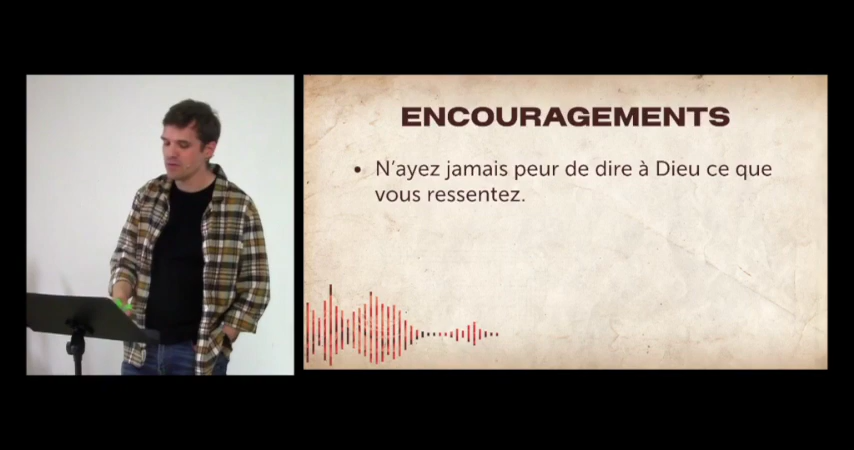 ENCOURAGEMENTS
• N’ayez jamais peur de dire à Dieu ce que
vous ressentez.